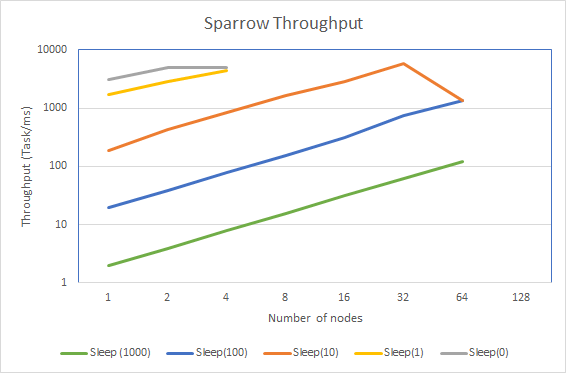 Sparrow Throughput
10000
1000
100
10
1
Throughput (Task/ms)
1 2 4 8 16 32 64 128
Number of nodes
Sleep (1000) Sleep(100) Sleep(10) Sleep(1) Sleep(0)